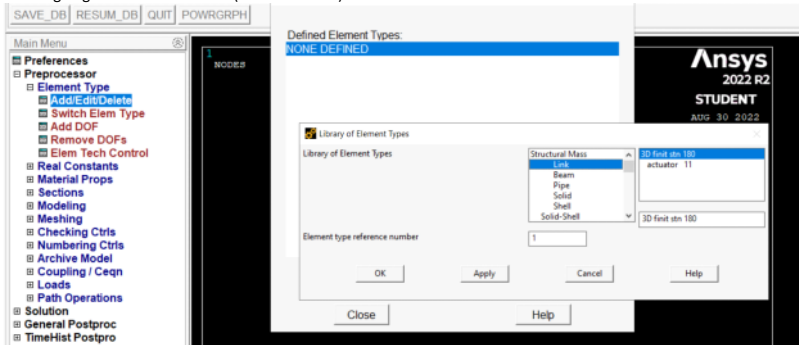 SAVE_DB RESUM_DB QUIT POWRGRPH
Main Menu
Preferences
Preprocessor
Element Type
Add/Edit/Delete
Switch Elem Type
Add DOF
Remove DOFs
Elem Tech Control
Real Constants
Material Props
Sections
Modeling
Meshing
Checking Ctrls
Numbering Ctrls
Archive Model
Coupling / Ceqn
Loads
Path Operations
Solution
General Postproc
TimeHist Postpro
1
NODES
Defined Element Types:
NONE DEFINED
Ansys
2022 R2
STUDENT
AUG 30 2022
Library of Element Types
Library of Element Types
Structural Mass
Link
Beam
Pipe
Solid
Shell
Solid-Shell
3D finit stn 180
actuator 11
3D finit stn 180
Element type reference number
1
OK Apply Cancel Help
Close Help